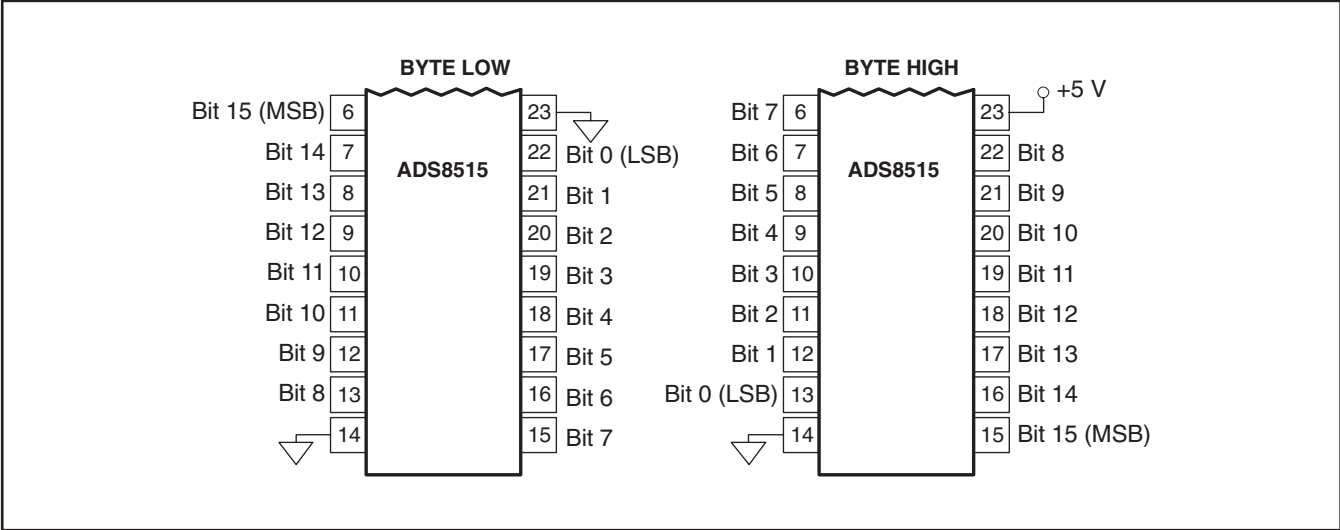 BYTE LOW
Bit 15 (MSB) 6 23
Bit 14 7 22 Bit 0 (LSB)
ADS8515
Bit 13 8 21 Bit 1
Bit 12 9 20 Bit 2
Bit 11 10 19 Bit 3
Bit 10 11 18 Bit 4
Bit 9 12 17 Bit 5
Bit 8 13 16 Bit 6
14 15 Bit 7
BYTE HIGH
+5 V
Bit 7 6 23
Bit 6 7 22 Bit 8
ADS8515
Bit 5 8 21 Bit 9
Bit 4 9 20 Bit 10
Bit 3 10 19 Bit 11
Bit 2 11 18 Bit 12
Bit 1 12 17 Bit 13
Bit 0 (LSB) 13 16 Bit 14
14 15 Bit 15 (MSB)